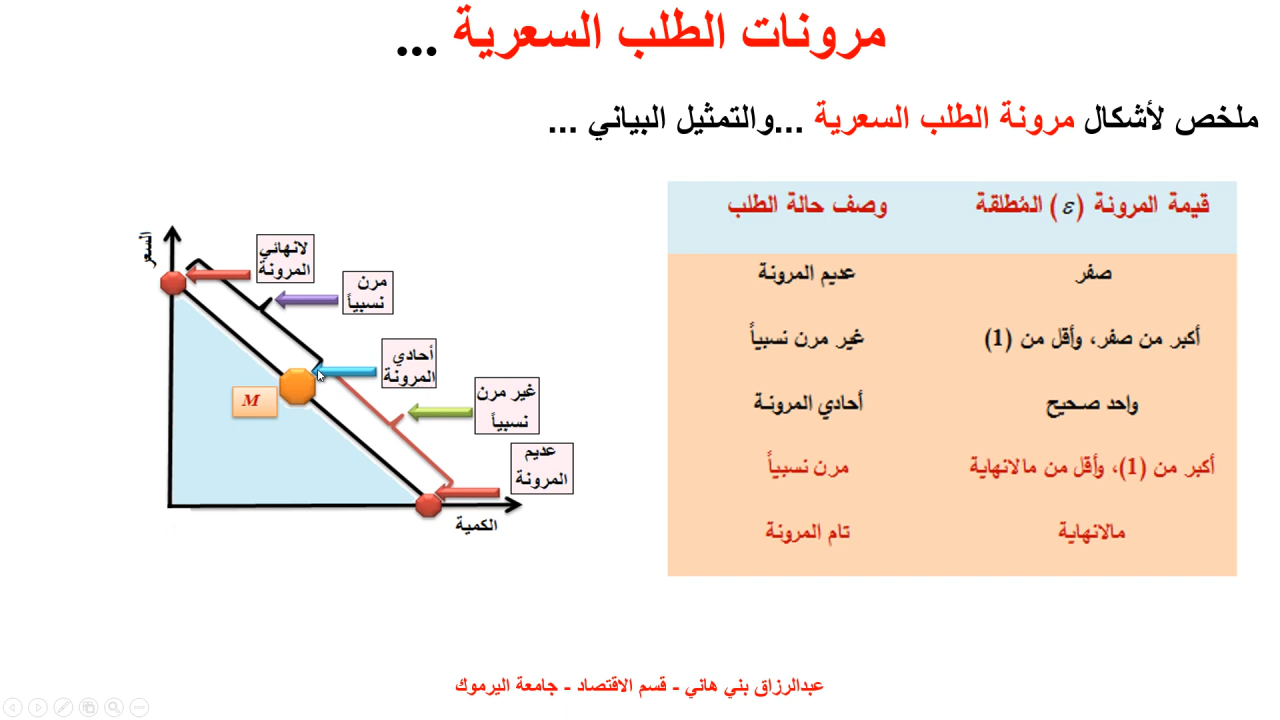 مرونات الطلب السعرية ...
ملخص لأشكال مرونة الطلب السعرية ...والتمثيل البياني ...
قيمة المرونة (ε) المُطلقة وصف حالة الطلب
صفر عديم المرونة
أكبر من صفر، وأقل من (1) غير مرن نسبياً
واحد صحيح أحادي المرونة
أكبر من (1)، وأقل من مالانهاية مرن نسبياً
مالانهاية تام المرونة
السعر
لانهائي
المرونة
مرن
نسبياً
أحادي
المرونة
M
غير مرن
نسبياً
عديم
المرونة
الكمية
عبدالرزاق بني هاني - قسم الاقتصاد - جامعة اليرموك